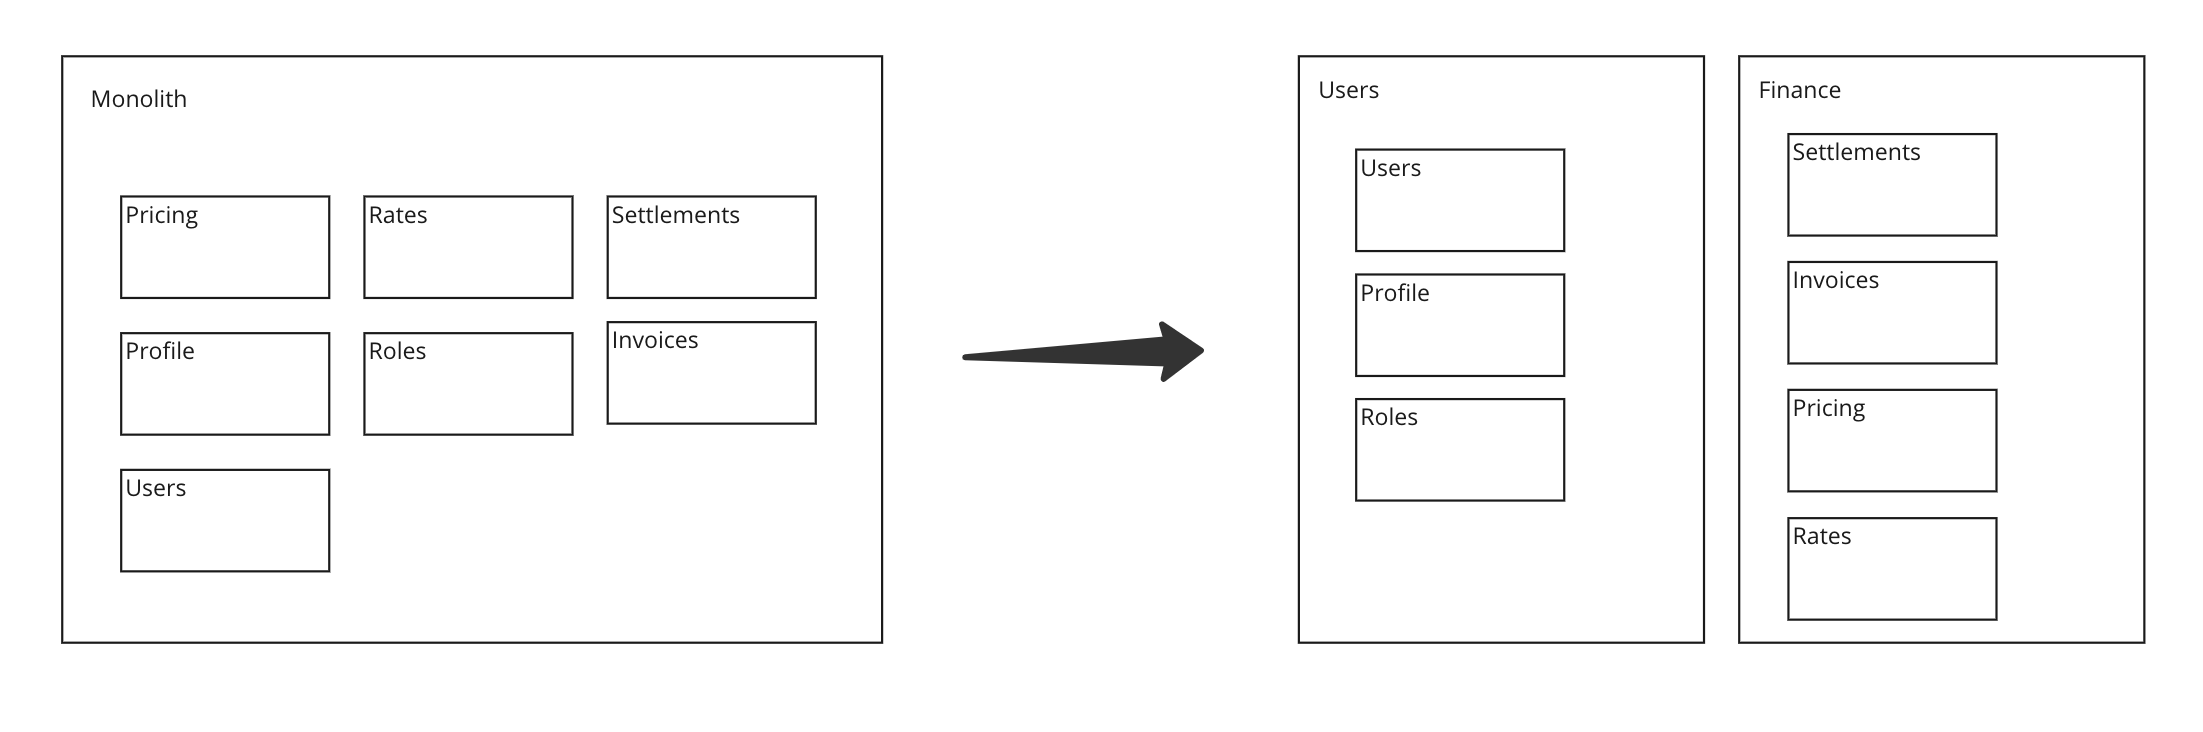 Monolith
Pricing
Rates
Settlements
Profile
Roles
Invoices
Users
Users
Users
Profile
Roles
Finance
Settlements
Invoices
Pricing
Rates